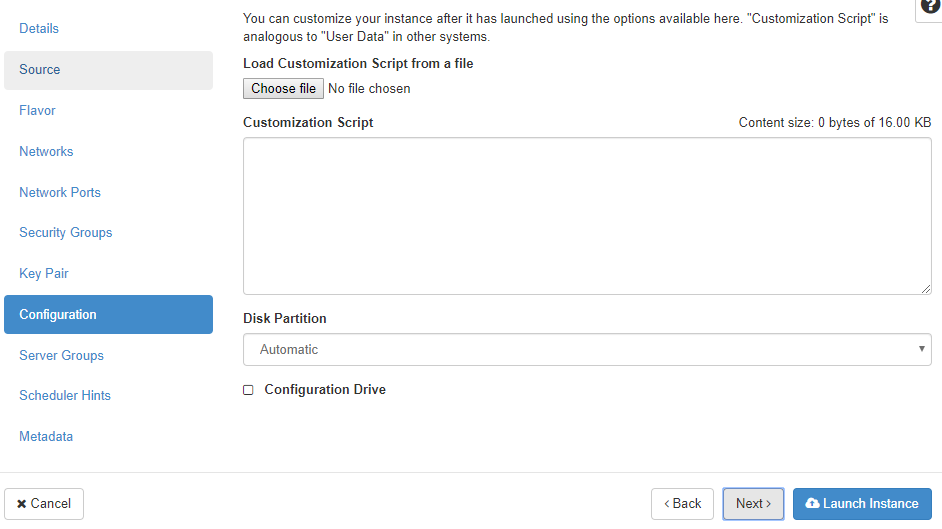 Details
Source
Flavor
Networks
Network Ports
Security Groups
Key Pair
Configuration
Server Groups
Scheduler Hints
Metadata
You can customize your instance after it has launched using the options available here. "Customization Script" is
analogous to "User Data" in other systems.
?
Load Customization Script from a file
Choose file No file chosen
Customization Script Content size: 0 bytes of 16.00 KB
Disk Partition
Automatic
Configuration Drive
× Cancel
‹ Back Next › Launch Instance